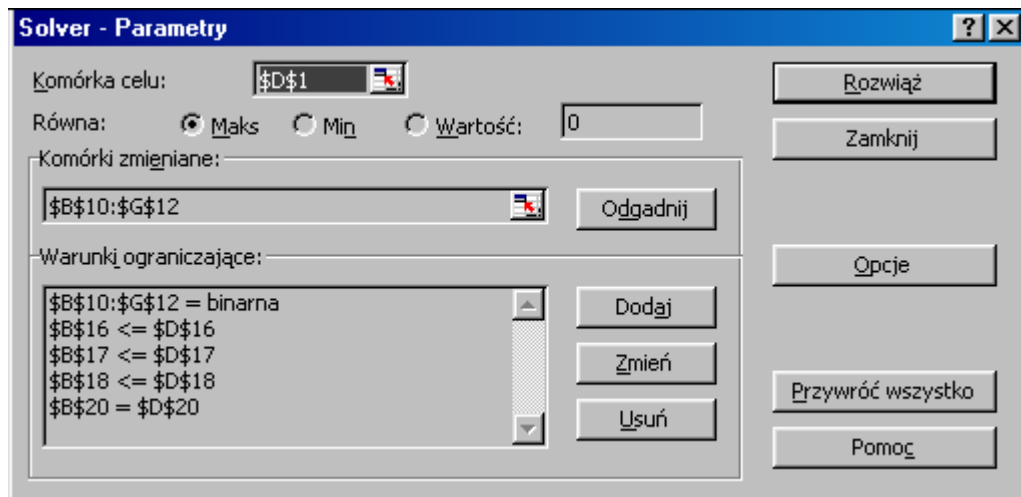 Solver - Parametry
Komórka celu: $D$1
Rozwiąż
Równa: Maks Min Wartość: 0
Zamknij
Komórki zmieniane:
$B$10:$G$12
Odgadnij
Warunki ograniczające:
Opcje
$B$10:$G$12 = binarna
$B$16 <= $D$16
$B$17 <= $D$17
$B$18 <= $D$18
$B$20 = $D$20
Dodaj
Zmień
Usuń
Przywróć wszystko
Pomoc